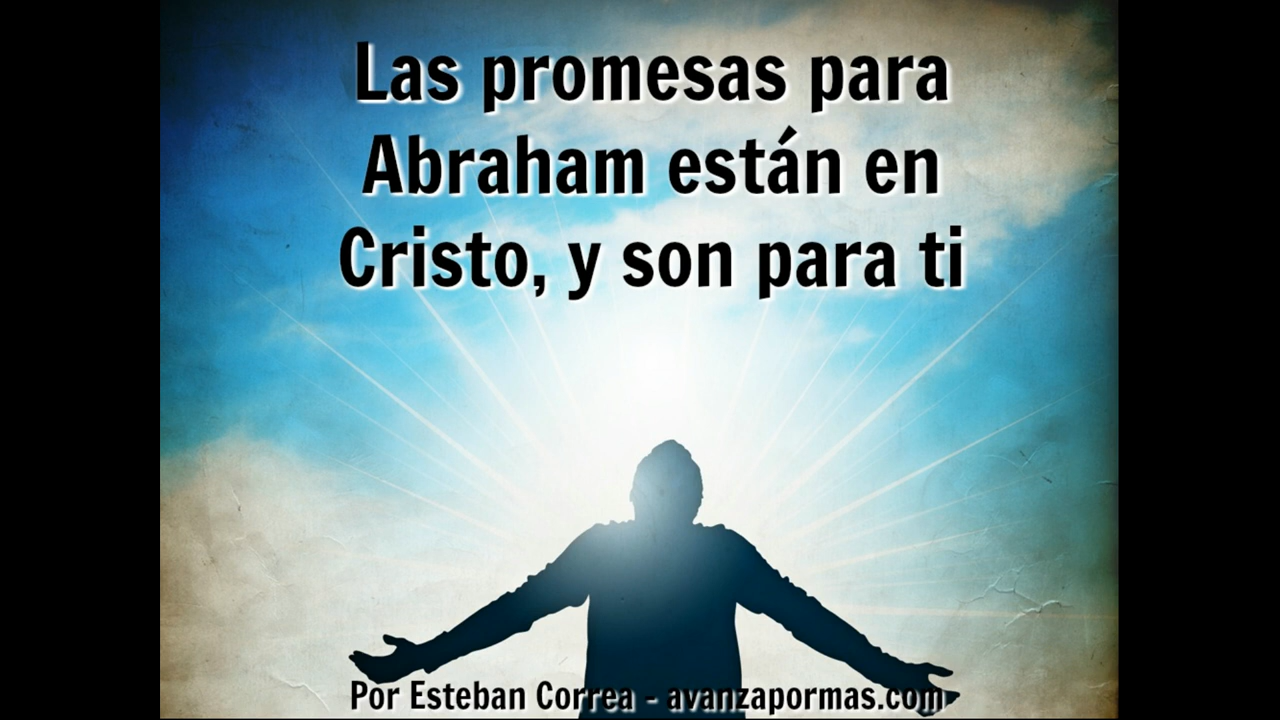 Las promesas para
Abraham están en
Cristo, y son para ti
Por Esteban Correa - avanzapormas.com